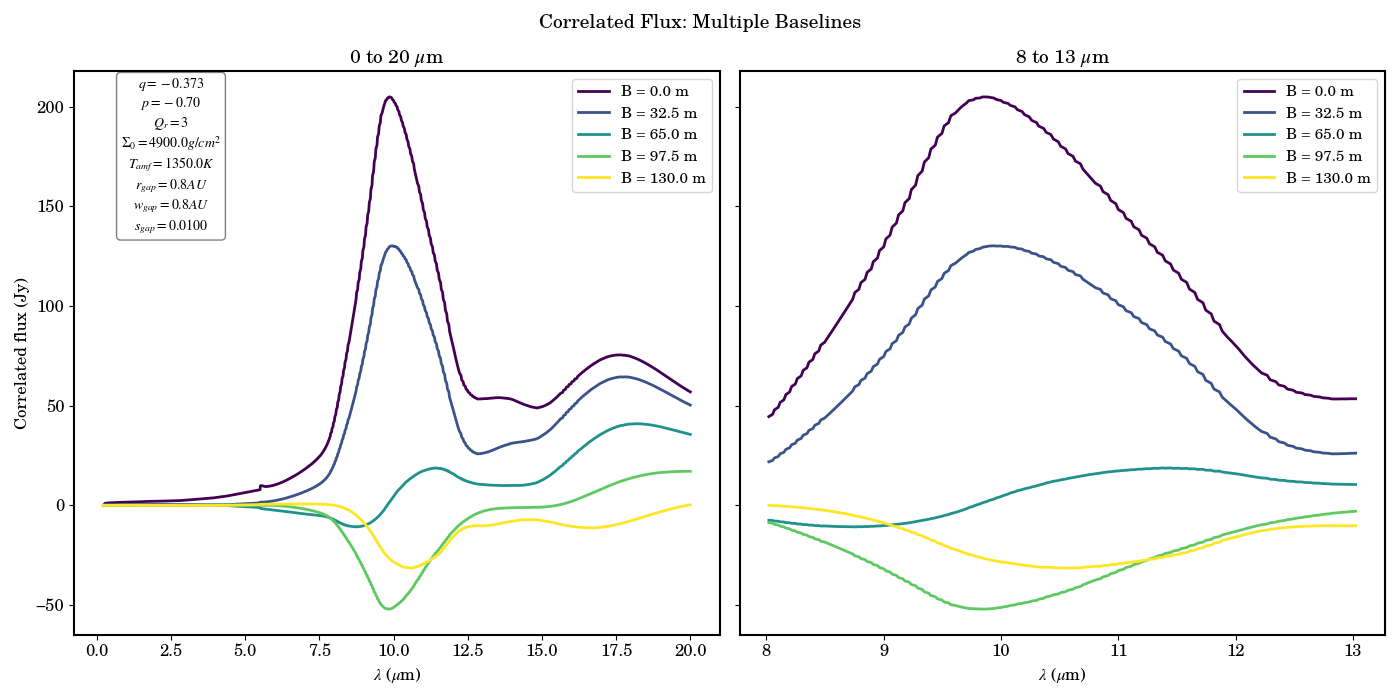 Correlated Flux: Multiple Baselines
0 to 20 μm
q = −0.373
p = −0.70
Q_r = 3
Σ_0 = 4900.0g/cm^2
T_amf = 1350.0K
r_gap = 0.8AU
w_gap = 0.8AU
s_gap = 0.0100
B = 0.0 m
B = 32.5 m
B = 65.0 m
B = 97.5 m
B = 130.0 m
Correlated flux (Jy)
200
150
100
50
0
−50
0.0 2.5 5.0 7.5 10.0 12.5 15.0 17.5 20.0
λ (μm)
8 to 13 μm
B = 0.0 m
B = 32.5 m
B = 65.0 m
B = 97.5 m
B = 130.0 m
8 9 10 11 12 13
λ (μm)